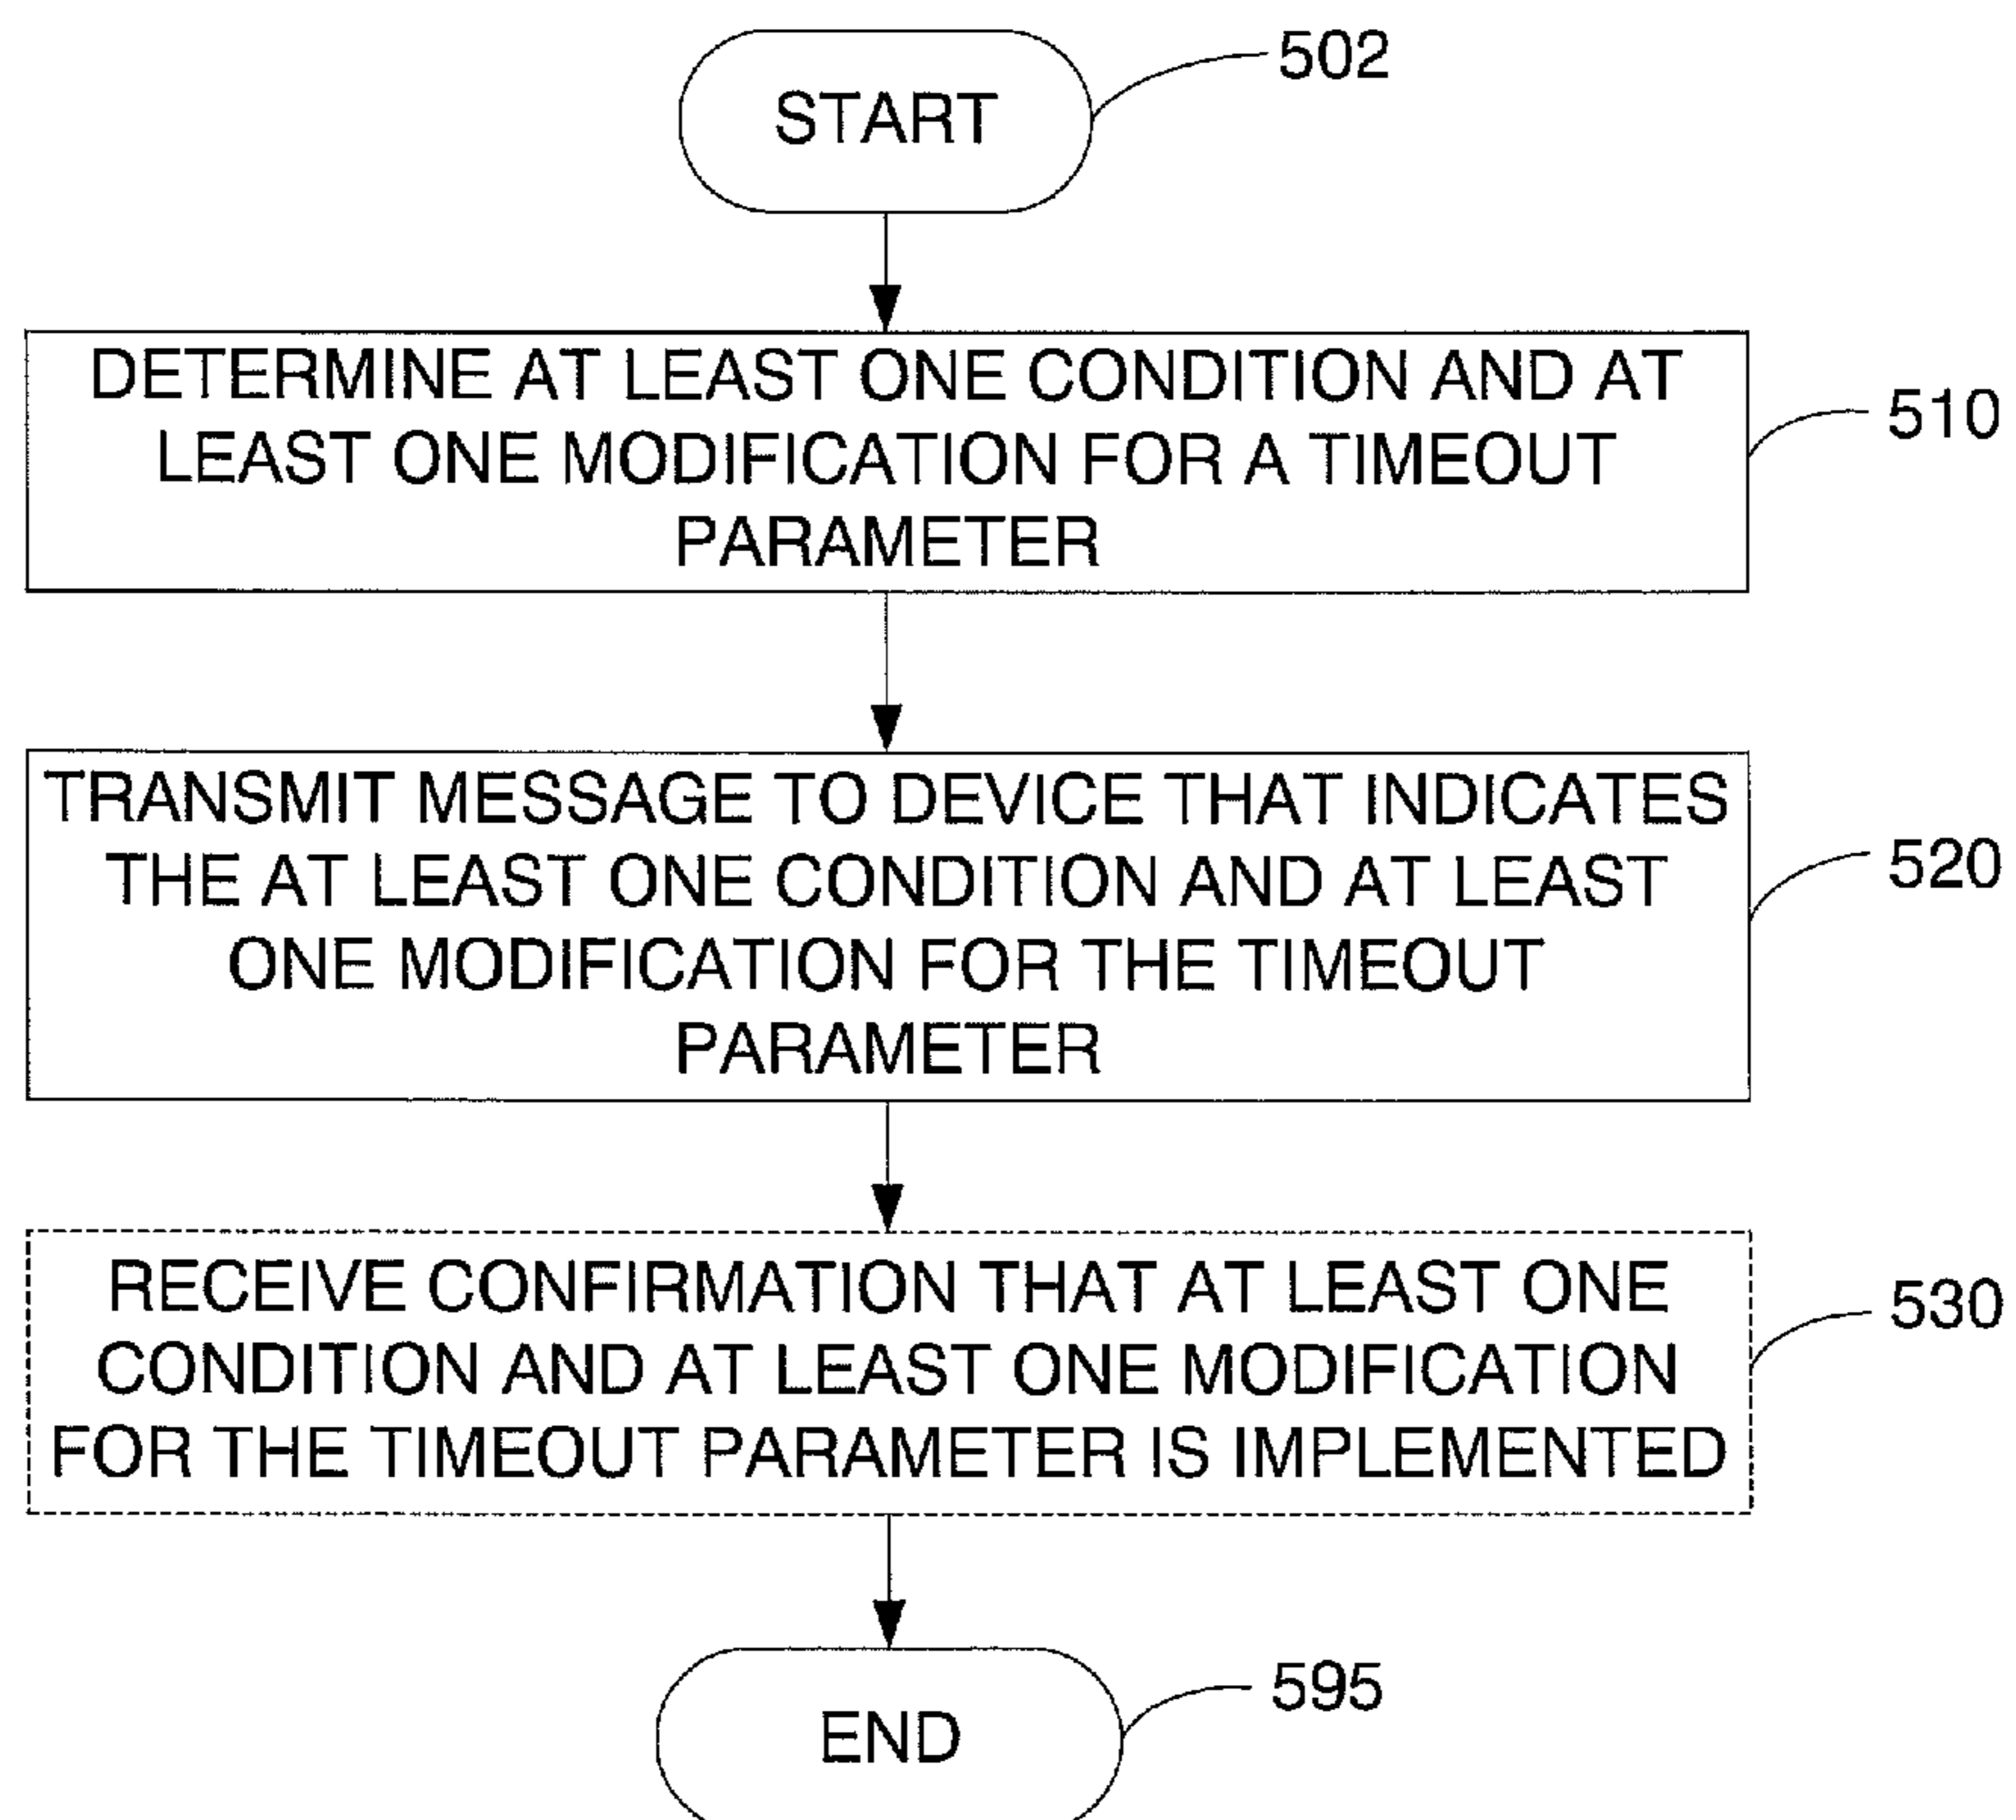 START
502
DETERMINE AT LEAST ONE CONDITION AND AT
LEAST ONE MODIFICATION FOR A TIMEOUT
PARAMETER
510
TRANSMIT MESSAGE TO DEVICE THAT INDICATES
THE AT LEAST ONE CONDITION AND AT LEAST
ONE MODIFICATION FOR THE TIMEOUT
PARAMETER
520
RECEIVE CONFIRMATION THAT AT LEAST ONE
CONDITION AND AT LEAST ONE MODIFICATION
FOR THE TIMEOUT PARAMETER IS IMPLEMENTED
530
END
595